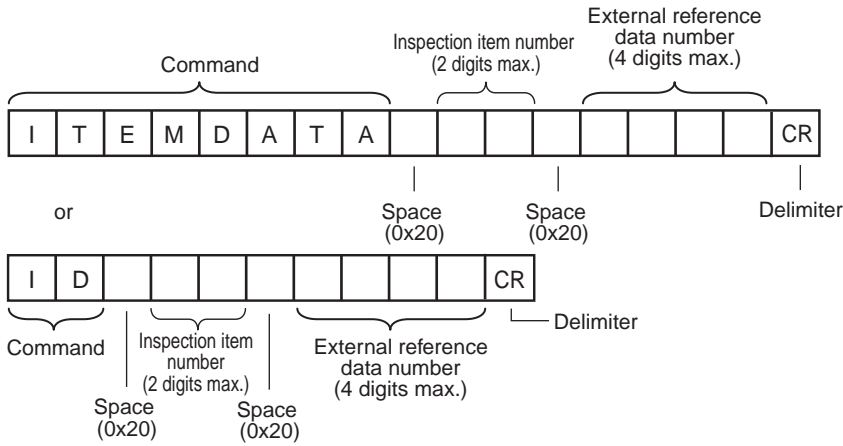 External reference
data number
(4 digits max.)
Inspection item number
(2 digits max.)
Command
I T E M D A T A CR
or
Space
(0x20)
Space
(0x20)
Delimiter
I D CR
Delimiter
Command
Inspection item
number
(2 digits max.)
External reference
data number
(4 digits max.)
Space
(0x20)
Space
(0x20)